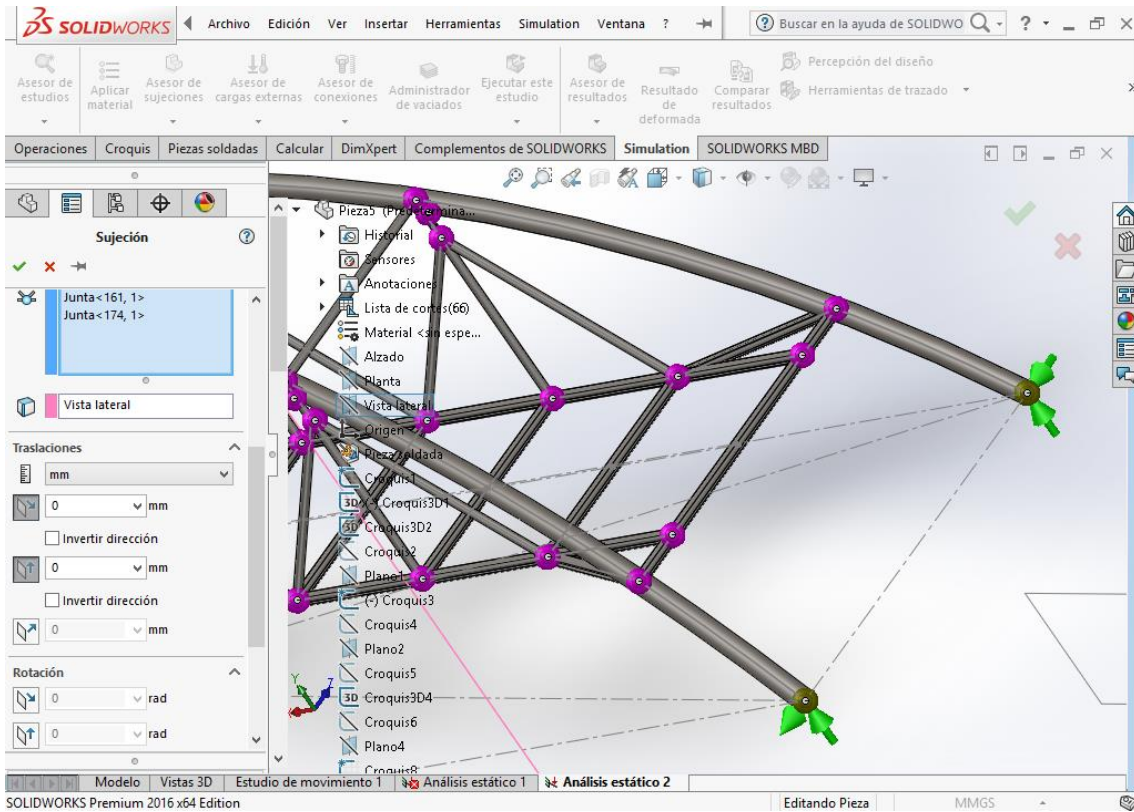 SOLIDWORKS
Archivo Edición Ver Insertar Herramientas Simulation Ventana ?
Buscar en la ayuda de SOLIDWO
Asesor de estudios
Aplicar material
Asesor de sujeciones
Asesor de cargas externas
Asesor de conexiones
Administrador de vaciados
Ejecutar este estudio
Asesor de resultados
Resultado de deformada
Comparar resultados
Percepción del diseño
Herramientas de trazado
Operaciones Croquis Piezas soldadas Calcular DimXpert Complementos de SOLIDWORKS Simulation SOLIDWORKS MBD
Sujeción
Junta<161, 1>
Junta<174, 1>
Vista lateral
Traslaciones
mm
0 mm
Invertir dirección
0 mm
Invertir dirección
0 mm
Rotación
0 rad
0 rad
Pieza5 (Predetermina...
Historial
Sensores
Anotaciones
Lista de cortes(66)
Material <sin espe...
Alzado
Planta
Vista lateral
Origen
Pieza soldada
Croquis1
3D (-) Croquis3D1
3D Croquis3D2
Croquis2
Plano1
(-) Croquis3
Croquis4
Plano2
Croquis5
3D Croquis3D4
Croquis6
Plano4
Croquis8
Y
Z
Modelo Vistas 3D Estudio de movimiento 1 Análisis estático 1 Análisis estático 2
SOLIDWORKS Premium 2016 x64 Edition
Editando Pieza
MMGS